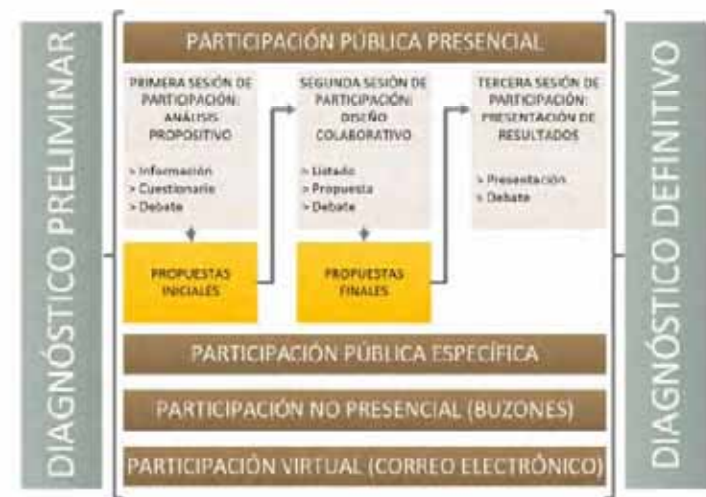 DIAGNÓSTICO PRELIMINAR
PARTICIPACIÓN PÚBLICA PRESENCIAL
PRIMERA SESIÓN DE
PARTICIPACIÓN:
ANÁLISIS
PROPOSITIVO
> Información
> Cuestionario
> Debate
PROPUESTAS
INICIALES
SEGUNDA SESIÓN DE
PARTICIPACIÓN:
DISEÑO
COLABORATIVO
> Listado
> Propuesta
> Debate
PROPUESTAS
FINALES
TERCERA SESIÓN DE
PARTICIPACIÓN:
PRESENTACIÓN DE
RESULTADOS
> Presentación
> Debate
PARTICIPACIÓN PÚBLICA ESPECÍFICA
PARTICIPACIÓN NO PRESENCIAL (BUZONES)
PARTICIPACIÓN VIRTUAL (CORREO ELECTRÓNICO)
DIAGNÓSTICO DEFINITIVO